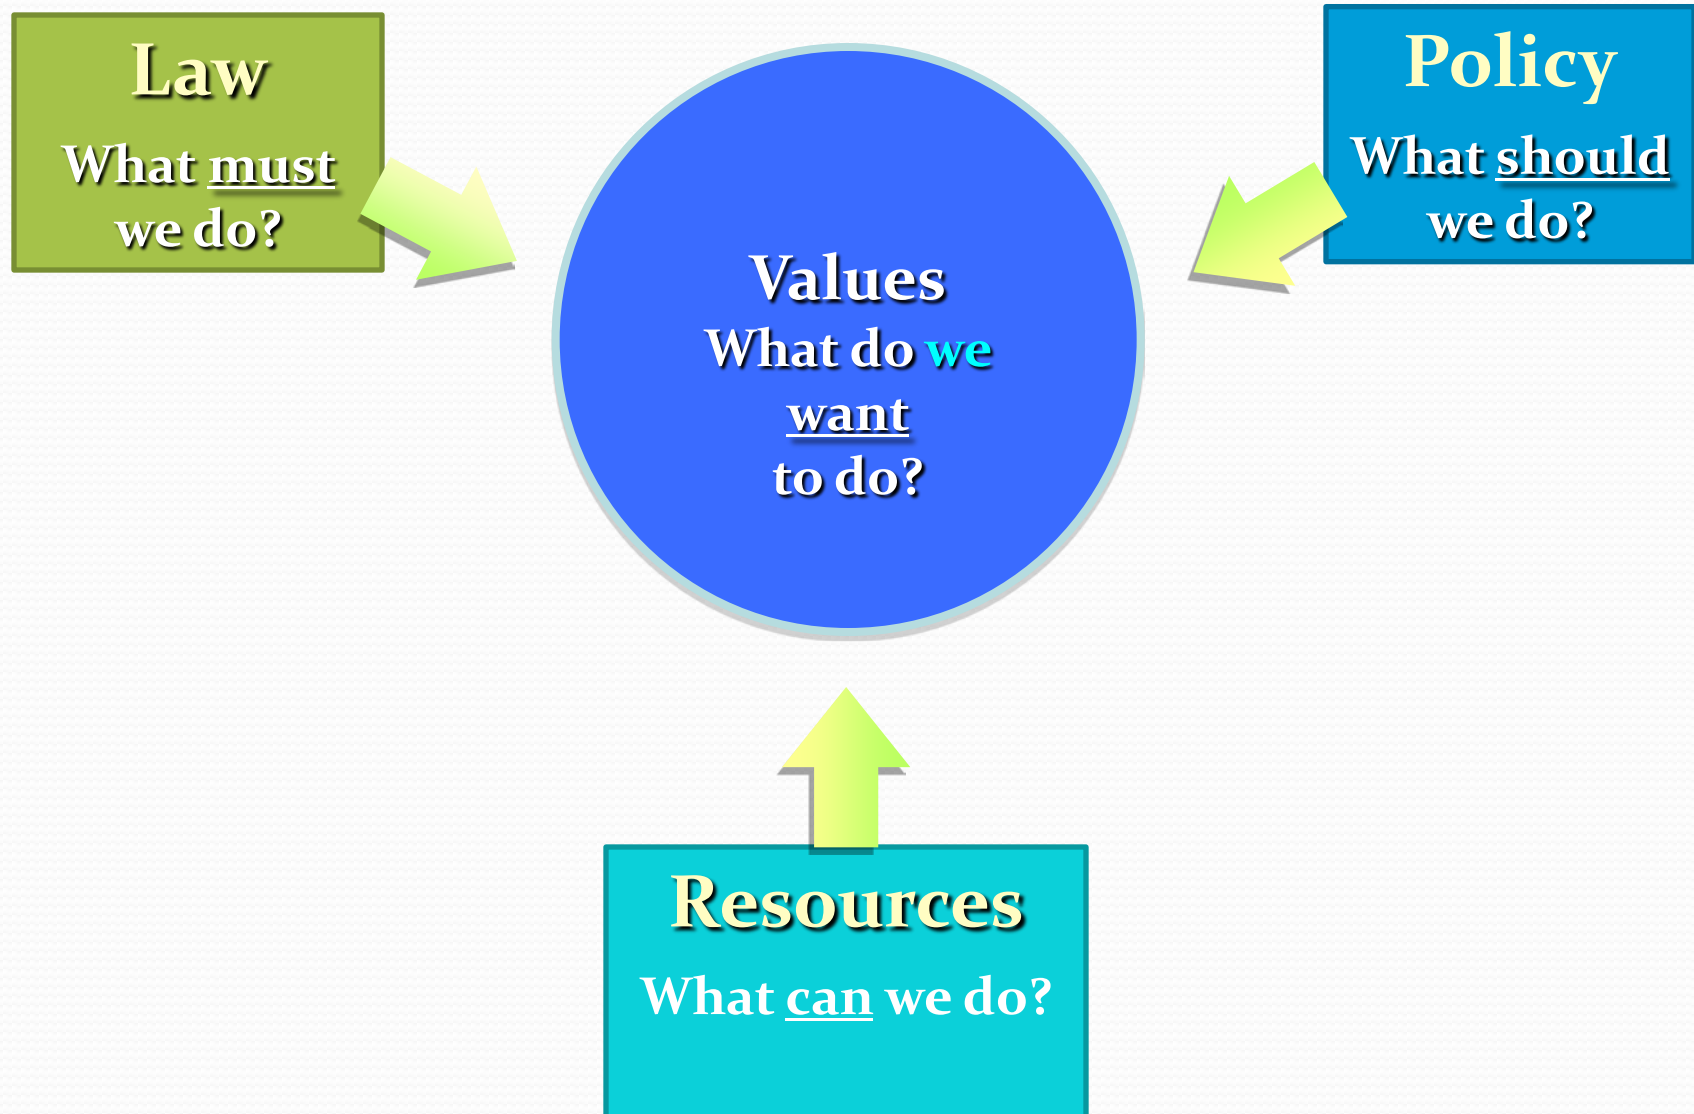 Law
What must
we do?
Policy
What should
we do?
Values
What do we
want
to do?
Resources
What can we do?